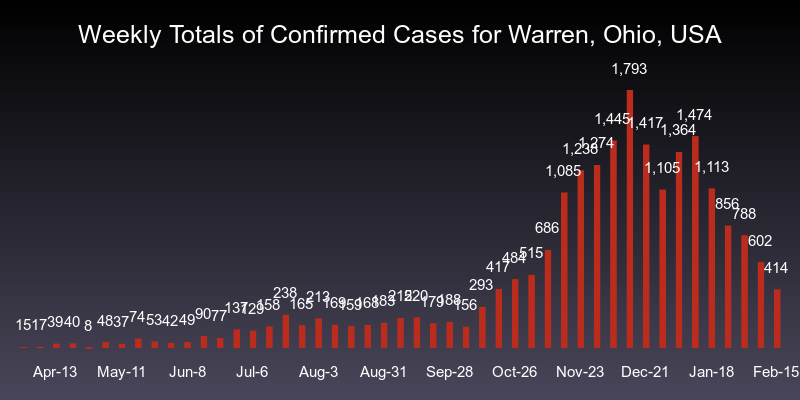 Weekly Totals of Confirmed Cases for Warren, Ohio, USA
1,793
1,445 1,417 1,364 1,474
1,238 1,274
1,085 1,105 1,113
856 788
686 602
417 484 515 414
293
15 17 39 40 8 48 37 74 53 42 49 90 77 137 129 158 238 165 213 169 159 168 183 220 179 188 156
Apr-13 May-11 Jun-8 Jul-6 Aug-3 Aug-31 Sep-28 Oct-26 Nov-23 Dec-21 Jan-18 Feb-15